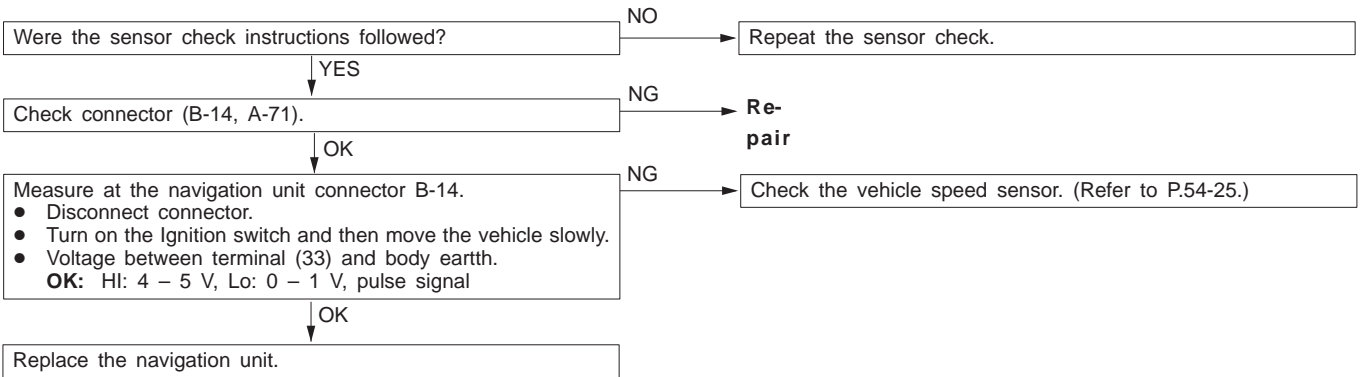 NO
Were the sensor check instructions followed?
Repeat the sensor check.
YES
NG
Check connector (B-14, A-71).
Re-
pair
OK
NG
Measure at the navigation unit connector B-14.
Check the vehicle speed sensor. (Refer to P.54-25.)
● Disconnect connector.
● Turn on the Ignition switch and then move the vehicle slowly.
● Voltage between terminal (33) and body eartth.
OK: HI: 4 – 5 V, Lo: 0 – 1 V, pulse signal
OK
Replace the navigation unit.